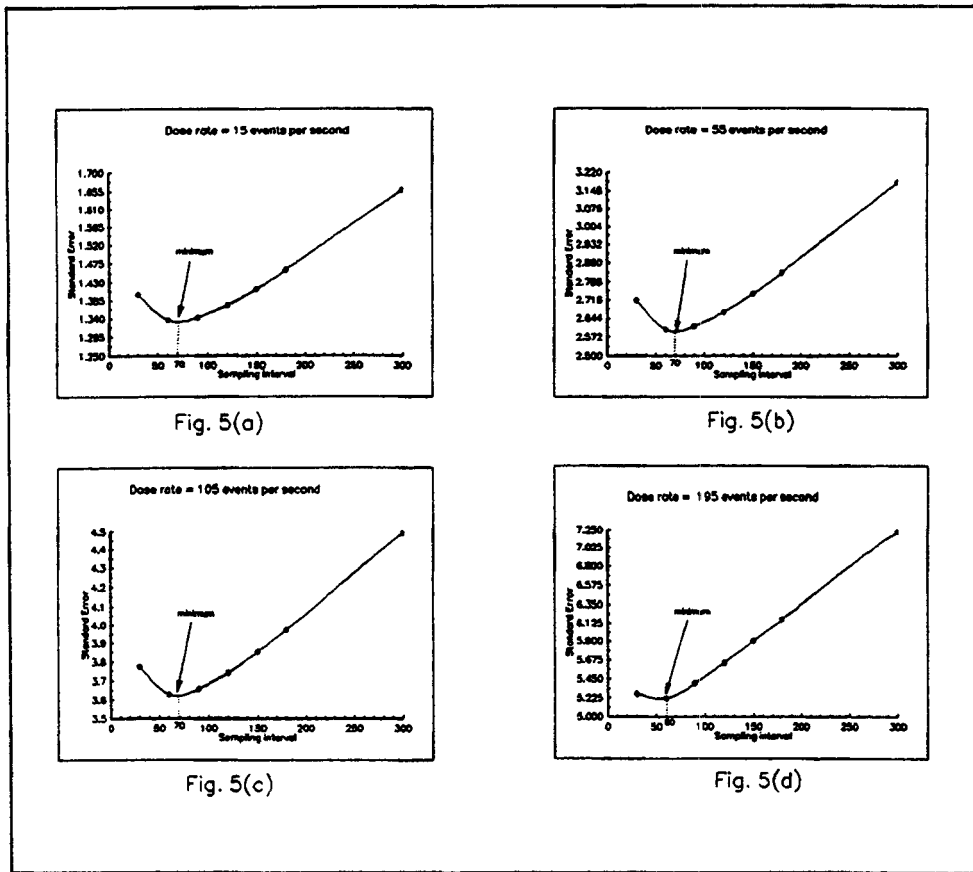 Dose rate = 15 events per second
1.700
1.655
1.610
1.565
1.520
1.475
1.430
1.385
1.340
1.295
1.250
Standard Error
minimum
0 50 70 100 150 200 250 300
Sampling interval
Fig. 5(a)
Dose rate = 55 events per second
3.220
3.148
3.076
3.004
2.932
2.860
2.788
2.716
2.644
2.572
2.500
Standard Error
minimum
0 50 70 100 150 200 250 300
Sampling interval
Fig. 5(b)
Dose rate = 105 events per second
4.5
4.4
4.3
4.2
4.1
4.0
3.9
3.8
3.7
3.6
3.5
Standard Error
minimum
0 50 70 100 150 200 250 300
Sampling interval
Fig. 5(c)
Dose rate = 195 events per second
7.250
7.025
6.800
6.575
6.350
6.125
5.900
5.675
5.450
5.225
5.000
Standard Error
minimum
0 50 60 100 150 200 250 300
Sampling interval
Fig. 5(d)